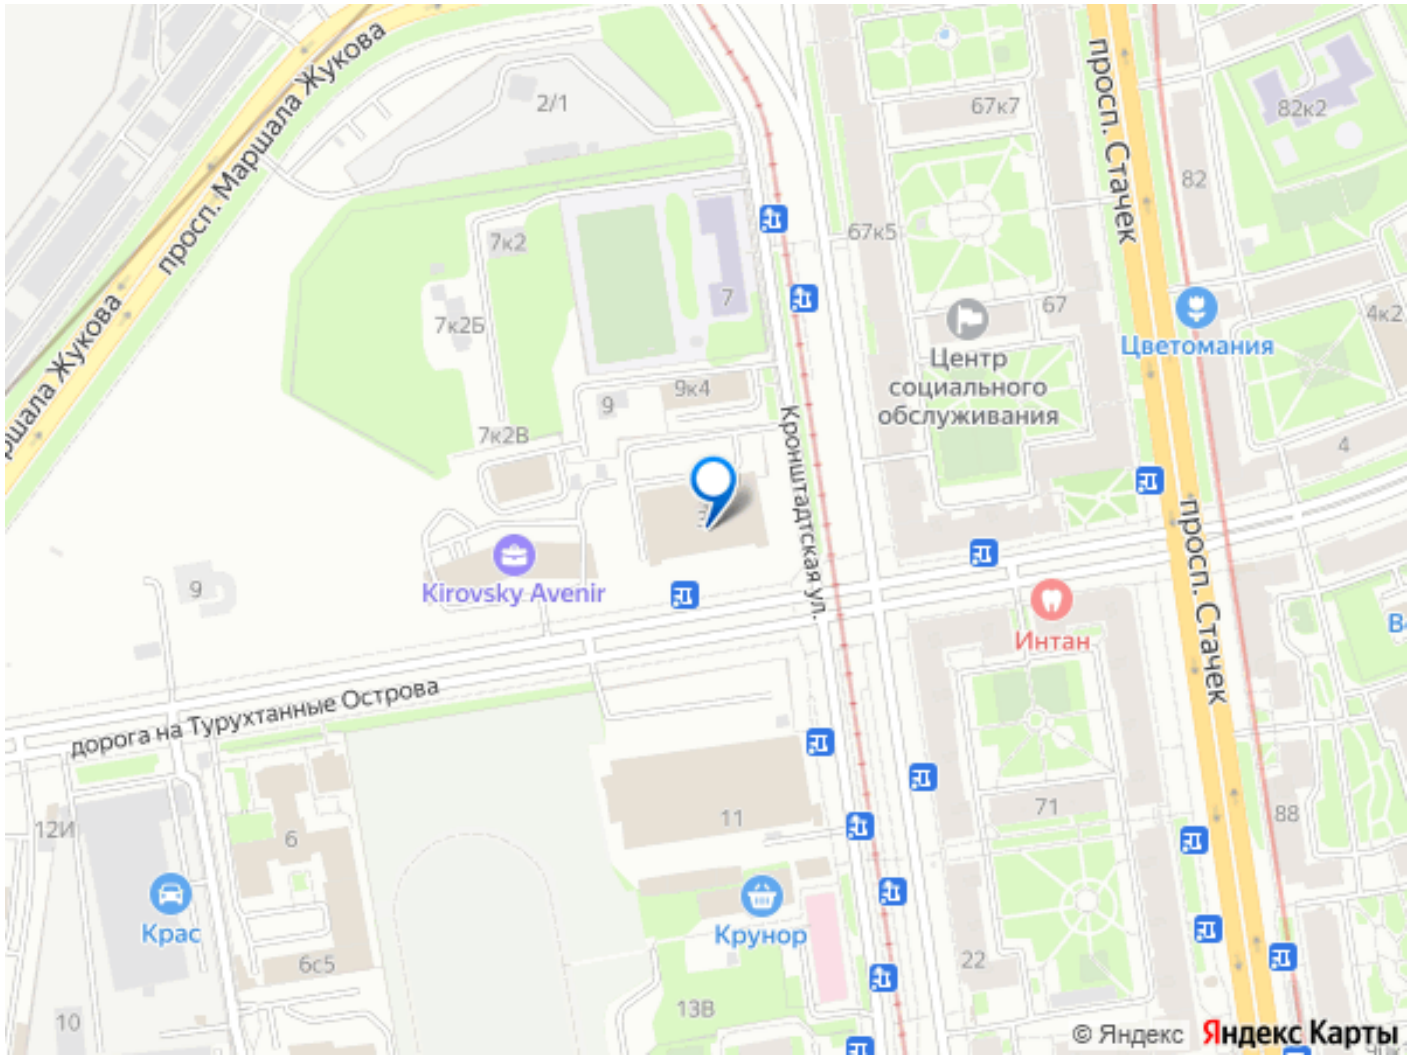 просп. Маршала Жукова
2/1
67к7
просп. Стачек
82к2
82
7к2
67к5
7
7к2Б
67
4к2
Центр
социального
обслуживания
Цветомания
9к4
9
7к2В
Кронштадтская ул.
4
просп. Стачек
Kirovsky Avenir
9
Интан
дорога на Турухтанные Острова
11
71
88
12И
6
Крас
Крунор
6с5
22
13В
10
© Яндекс
Яндекс Карты